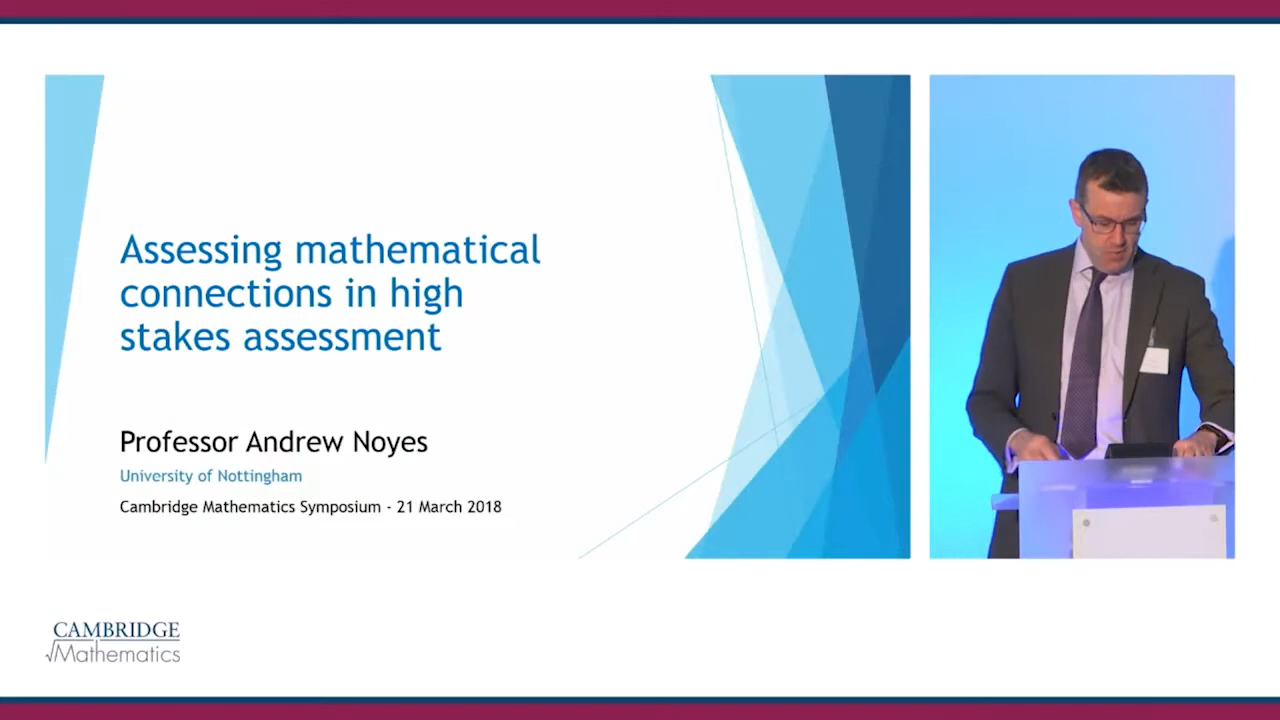 Assessing mathematical
connections in high
stakes assessment
Professor Andrew Noyes
University of Nottingham
Cambridge Mathematics Symposium - 21 March 2018
CAMBRIDGE
Mathematics